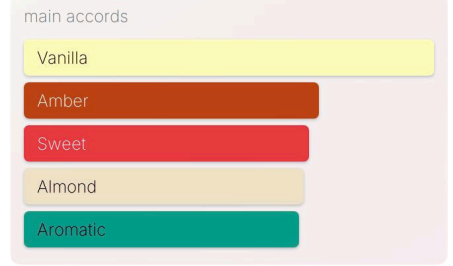 main accords
Vanilla
Amber
Sweet
Almond
Aromatic